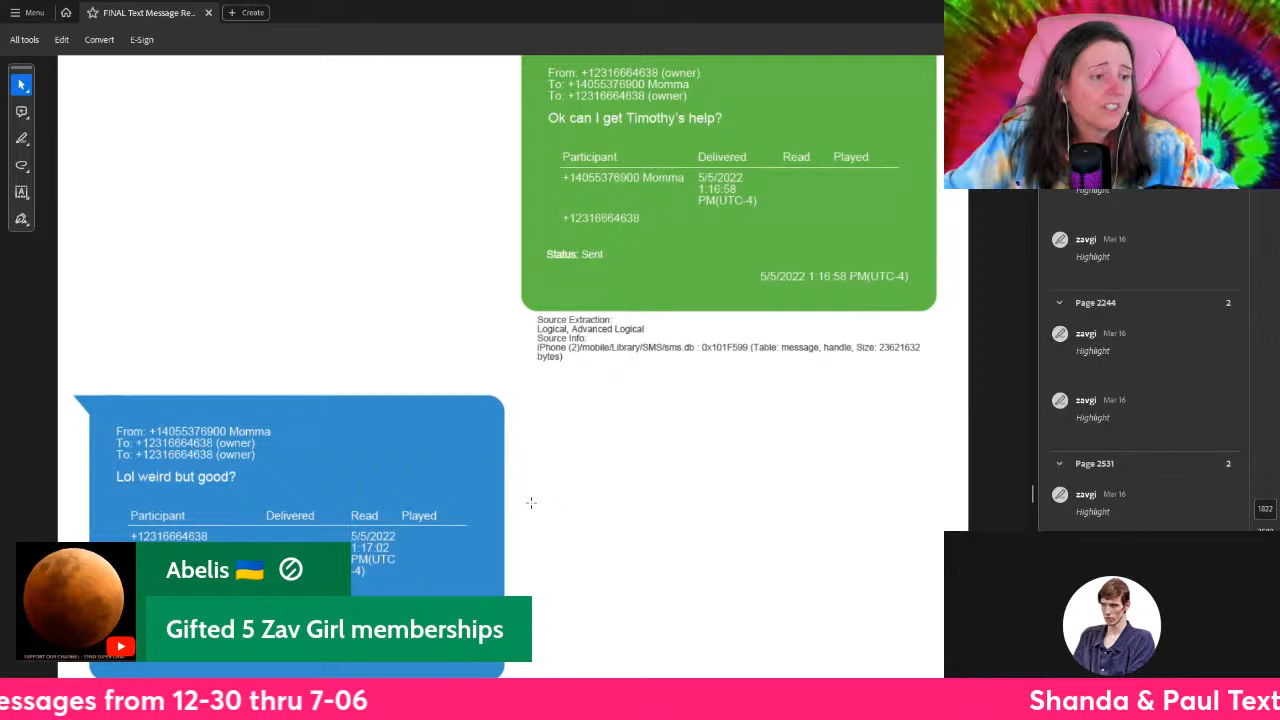 Menu
FINAL Text Message Re...
Create
All tools
Edit
Convert
E-Sign
From: +12316664638 (owner)
To: +14055376900 Momma
To: +12316664638 (owner)
Ok can I get Timothy's help?
Participant Delivered Read Played
+14055376900 Momma 5/5/2022
1:16:58
PM(UTC-4)
+12316664638
Status: Sent
5/5/2022 1:16:58 PM(UTC-4)
Source Extraction:
Logical, Advanced Logical
Source Info:
iPhone (2)/mobile/Library/SMS/sms.db : 0x101F599 (Table: message, handle, Size: 23621632
bytes)
From: +14055376900 Momma
To: +12316664638 (owner)
To: +12316664638 (owner)
Lol weird but good?
Participant Delivered Read Played
+12316664638 5/5/2022
1:17:02
PM(UTC
-4)
Highlight
zavgi Mar 16
Highlight
Page 2244 2
zavgi Mar 16
Highlight
zavgi Mar 16
Highlight
Page 2531 2
zavgi Mar 16
Highlight
1822
Abelis
Gifted 5 Zav Girl memberships
SUPPORT OUR CHANNEL - SEND SUPER CHAT
essages from 12-30 thru 7-06
Shanda & Paul Text